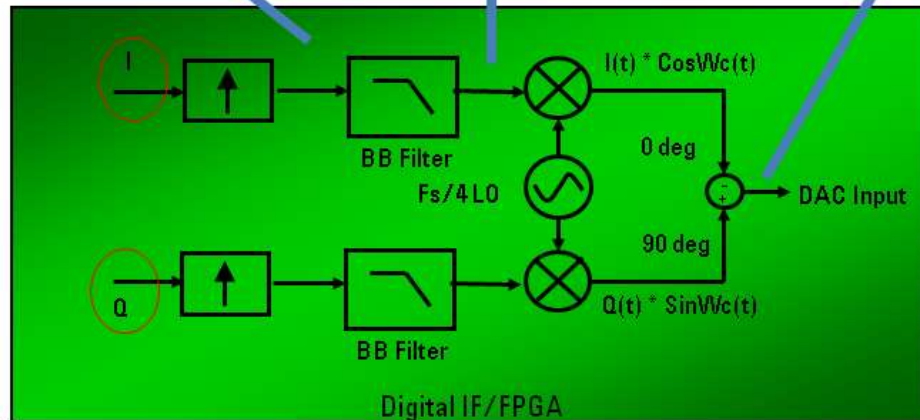 I
I(t) * CosWc(t)
BB Filter
0 deg
Fs/4 LO
-
+
DAC Input
90 deg
Q
Q(t) * SinWc(t)
BB Filter
Digital IF/FPGA